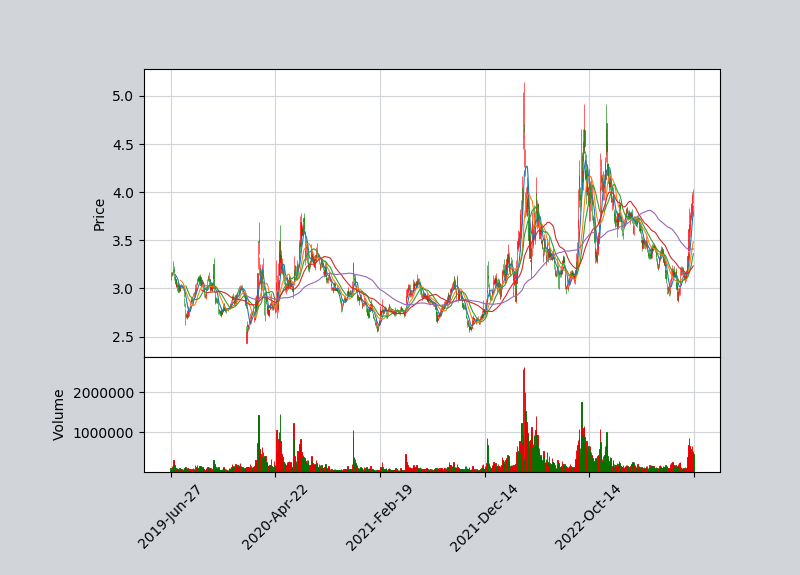 5.0
4.5
4.0
3.5
3.0
2.5
Price
2000000
1000000
Volume
2019-Jun-27
2020-Apr-22
2021-Feb-19
2021-Dec-14
2022-Oct-14